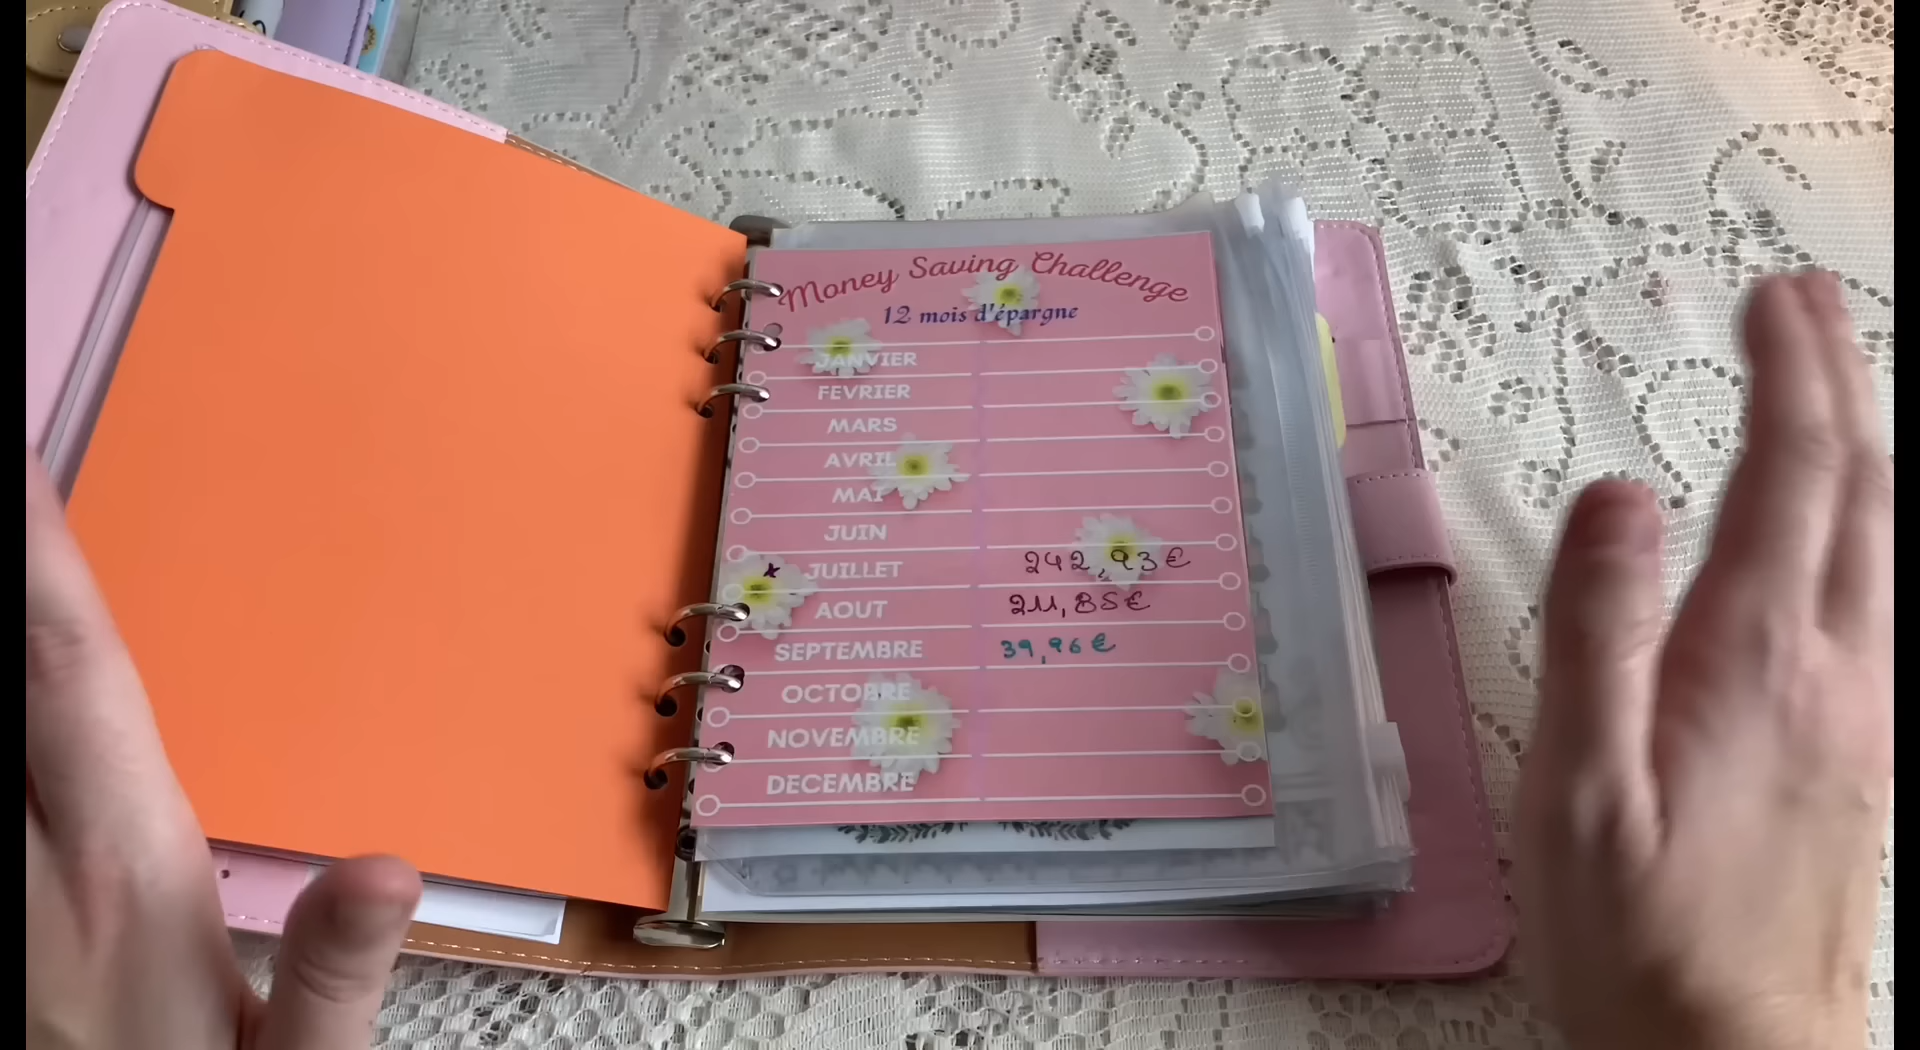 Money Saving Challenge
12 mois d'épargne
JANVIER
FEVRIER
MARS
AVRIL
MAI
JUIN
JUILLET 242,93€
AOUT 211,85€
SEPTEMBRE 39,96€
OCTOBRE
NOVEMBRE
DECEMBRE